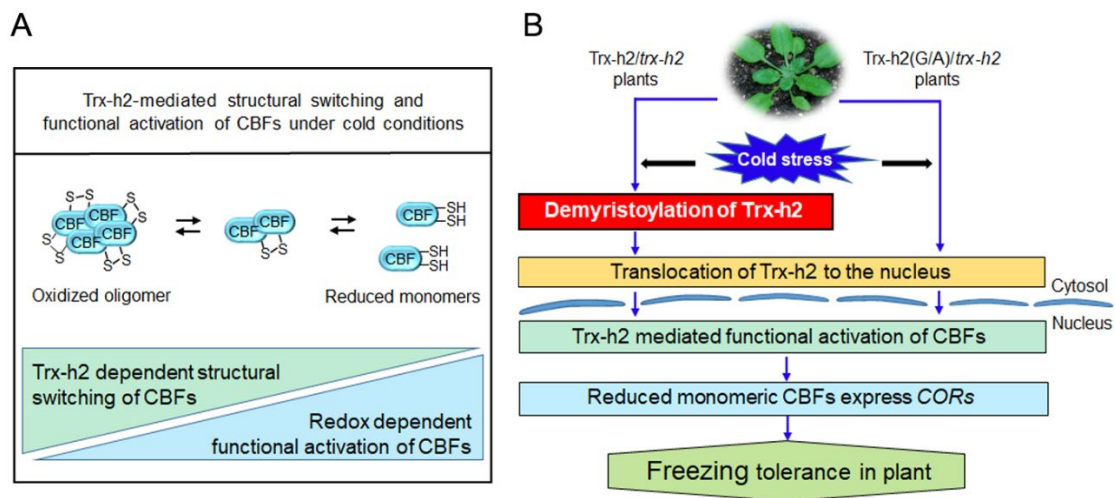 A
Trx-h2-mediated structural switching and
functional activation of CBFs under cold conditions
S-S
S
S
CBF
CBF
CBF
CBF
S
S
S-S
CBF
CBF
S-S
CBF
SH
SH
CBF
SH
SH
Oxidized oligomer
Reduced monomers
Trx-h2 dependent structural
switching of CBFs
Redox dependent
functional activation of CBFs
B
Trx-h2/trx-h2
plants
Trx-h2(G/A)/trx-h2
plants
Cold stress
Demyristoylation of Trx-h2
Translocation of Trx-h2 to the nucleus
Cytosol
Nucleus
Trx-h2 mediated functional activation of CBFs
Reduced monomeric CBFs express CORs
Freezing tolerance in plant